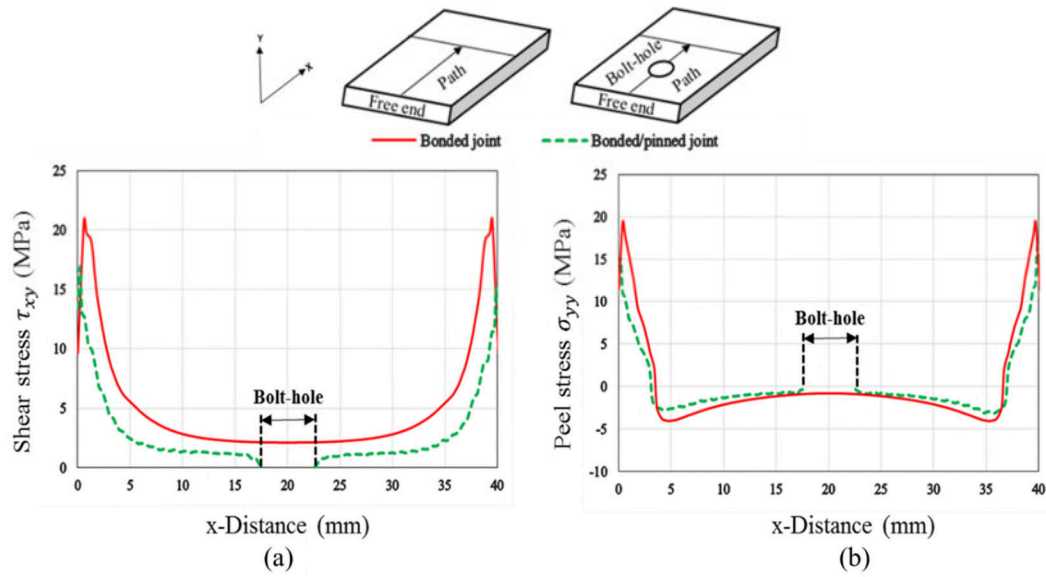 Y
X
Path
Free end
Bolt-hole
Path
Free end
Bonded joint
Bonded/pinned joint
25
20
15
10
5
0
Shear stress τxy (MPa)
Bolt-hole
0
5
10
15
20
25
30
35
40
x-Distance (mm)
(a)
25
20
15
10
5
0
-5
-10
Peel stress σyy (MPa)
Bolt-hole
0
5
10
15
20
25
30
35
40
x-Distance (mm)
(b)